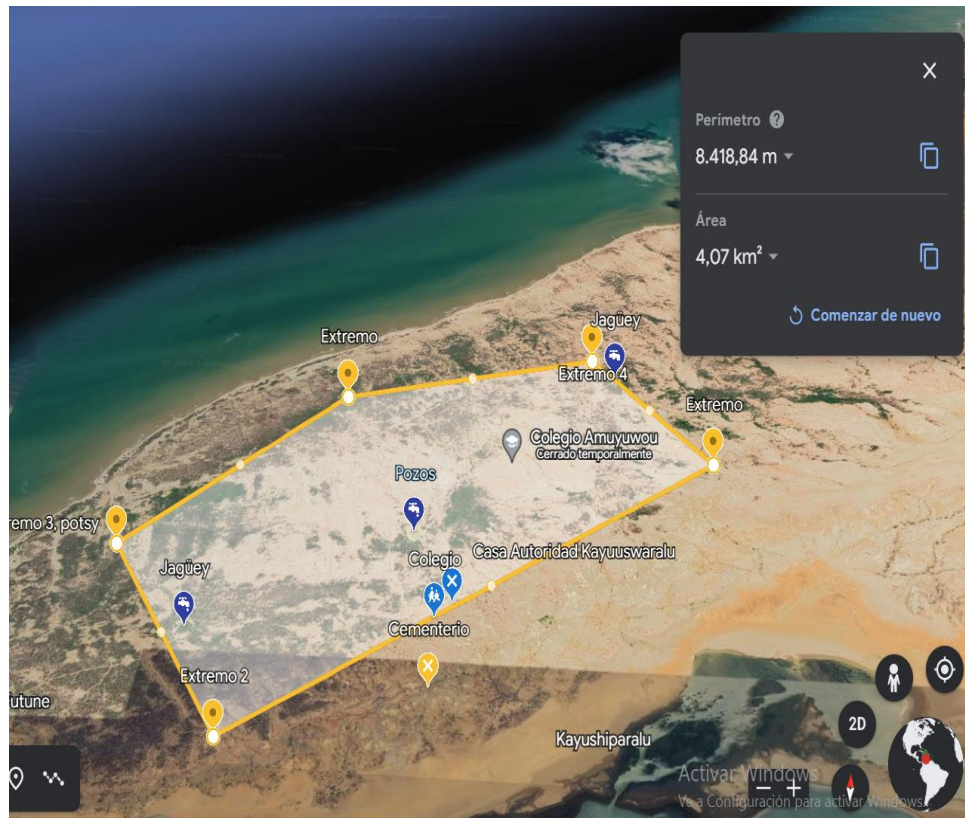 Perímetro
8.418,84 m
Área
4,07 km²
Comenzar de nuevo
Jagüey
Extremo
Extremo 4
Extremo
Colegio Amuyuwou
Cerrado temporalmente
Pozos
remo 3, potsy
Casa Autoridad Kayuuswaralu
Colegio
Jagüey
Cementerio
Extremo 2
utune
2D
Kayushiparalu
Activar Windows
Ve a Configuración para activar Windows.